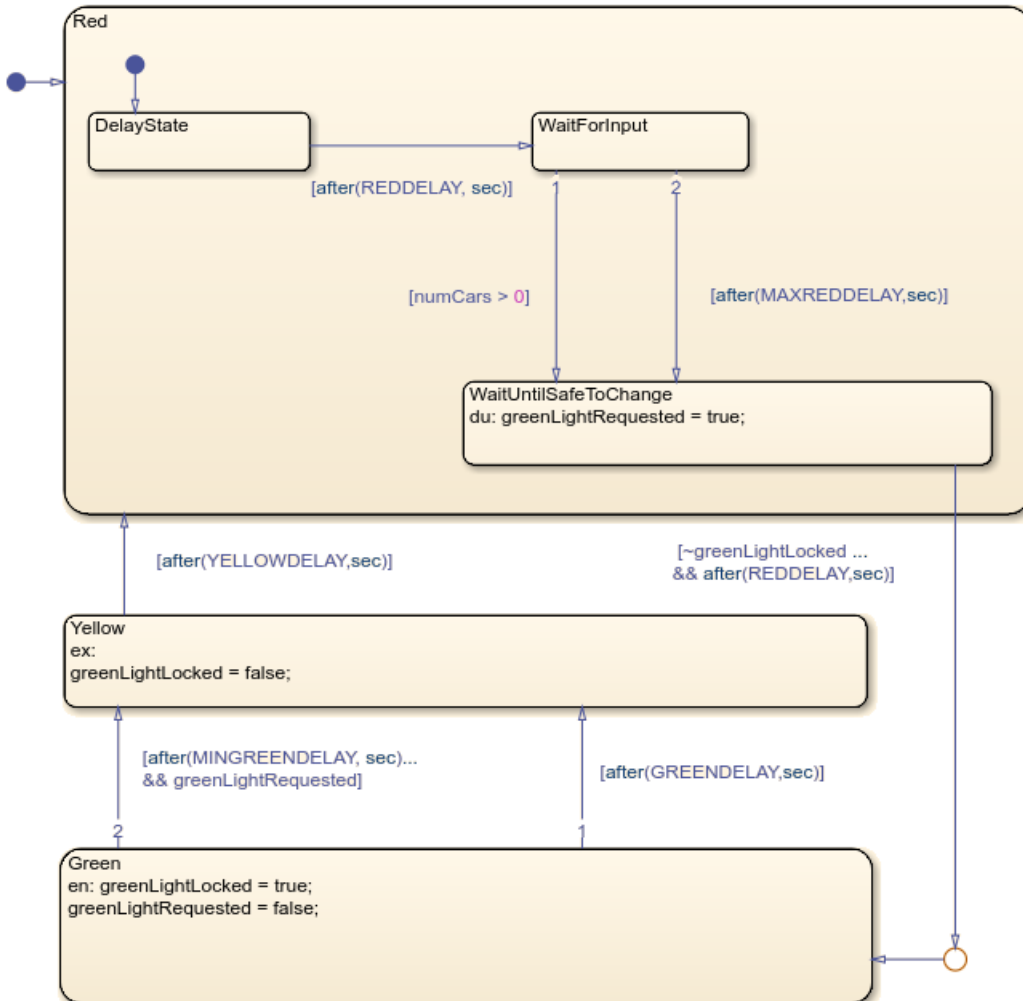 Red
DelayState
WaitForInput
[after(REDDELAY, sec)]
1
2
[numCars > 0]
[after(MAXREDDELAY,sec)]
WaitUntilSafeToChange
du: greenLightRequested = true;
[after(YELLOWDELAY,sec)]
[~greenLightLocked ...
&& after(REDDELAY,sec)]
Yellow
ex:
greenLightLocked = false;
[after(MINGREENDELAY, sec)...
&& greenLightRequested]
[after(GREENDELAY,sec)]
2
1
Green
en: greenLightLocked = true;
greenLightRequested = false;